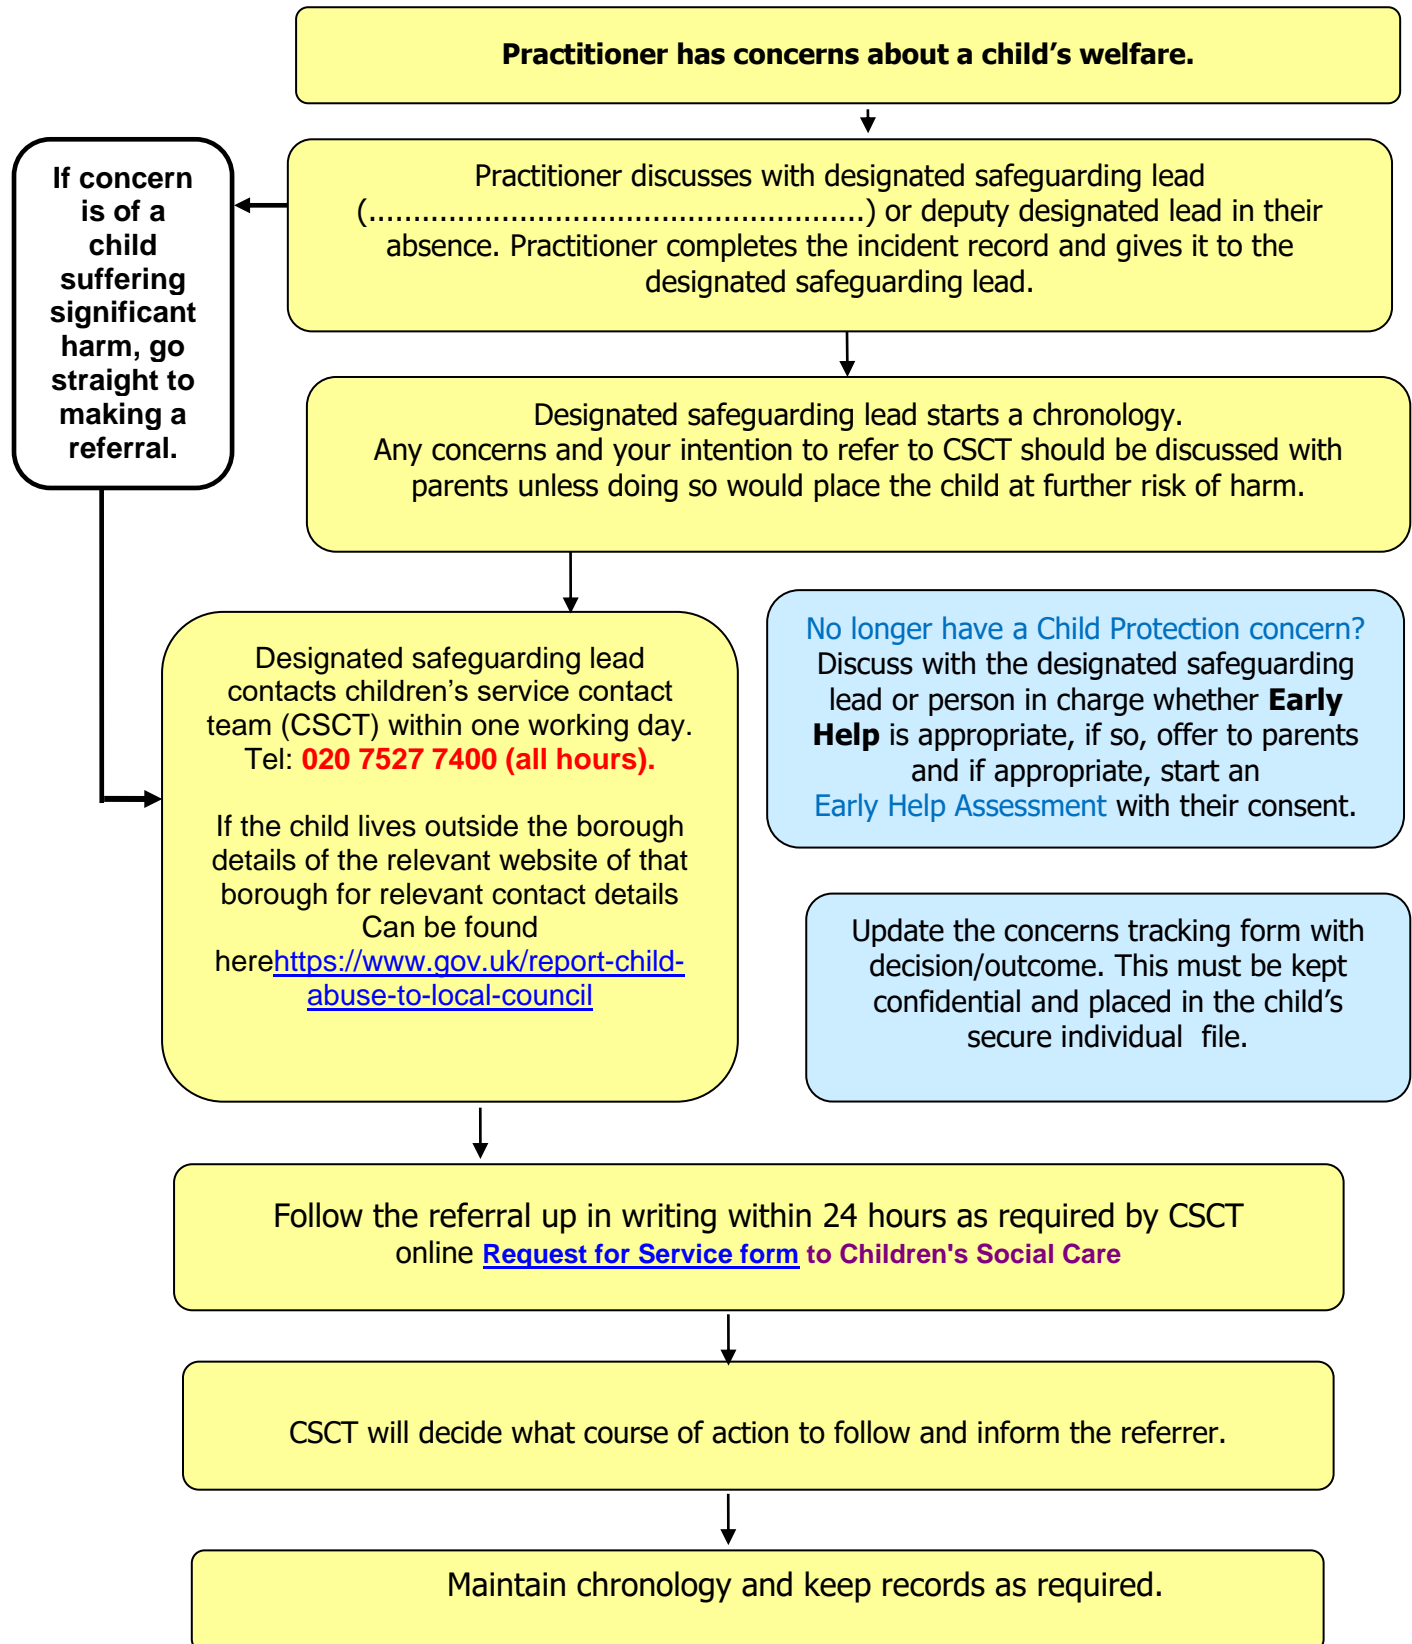 Practitioner has concerns about a child’s welfare.
If concern
is of a
child
suffering
significant
harm, go
straight to
making a
referral.
Practitioner discusses with designated safeguarding lead
(........................................................) or deputy designated lead in their
absence. Practitioner completes the incident record and gives it to the
designated safeguarding lead.
Designated safeguarding lead starts a chronology.
Any concerns and your intention to refer to CSCT should be discussed with
parents unless doing so would place the child at further risk of harm.
Designated safeguarding lead
contacts children’s service contact
team (CSCT) within one working day.
Tel: 020 7527 7400 (all hours).
If the child lives outside the borough
details of the relevant website of that
borough for relevant contact details
Can be found
herehttps://www.gov.uk/report-child-
abuse-to-local-council
No longer have a Child Protection concern?
Discuss with the designated safeguarding
lead or person in charge whether Early
Help is appropriate, if so, offer to parents
and if appropriate, start an
Early Help Assessment with their consent.
Update the concerns tracking form with
decision/outcome. This must be kept
confidential and placed in the child’s
secure individual  file.
Follow the referral up in writing within 24 hours as required by CSCT
online Request for Service form to Children's Social Care
CSCT will decide what course of action to follow and inform the referrer.
Maintain chronology and keep records as required.